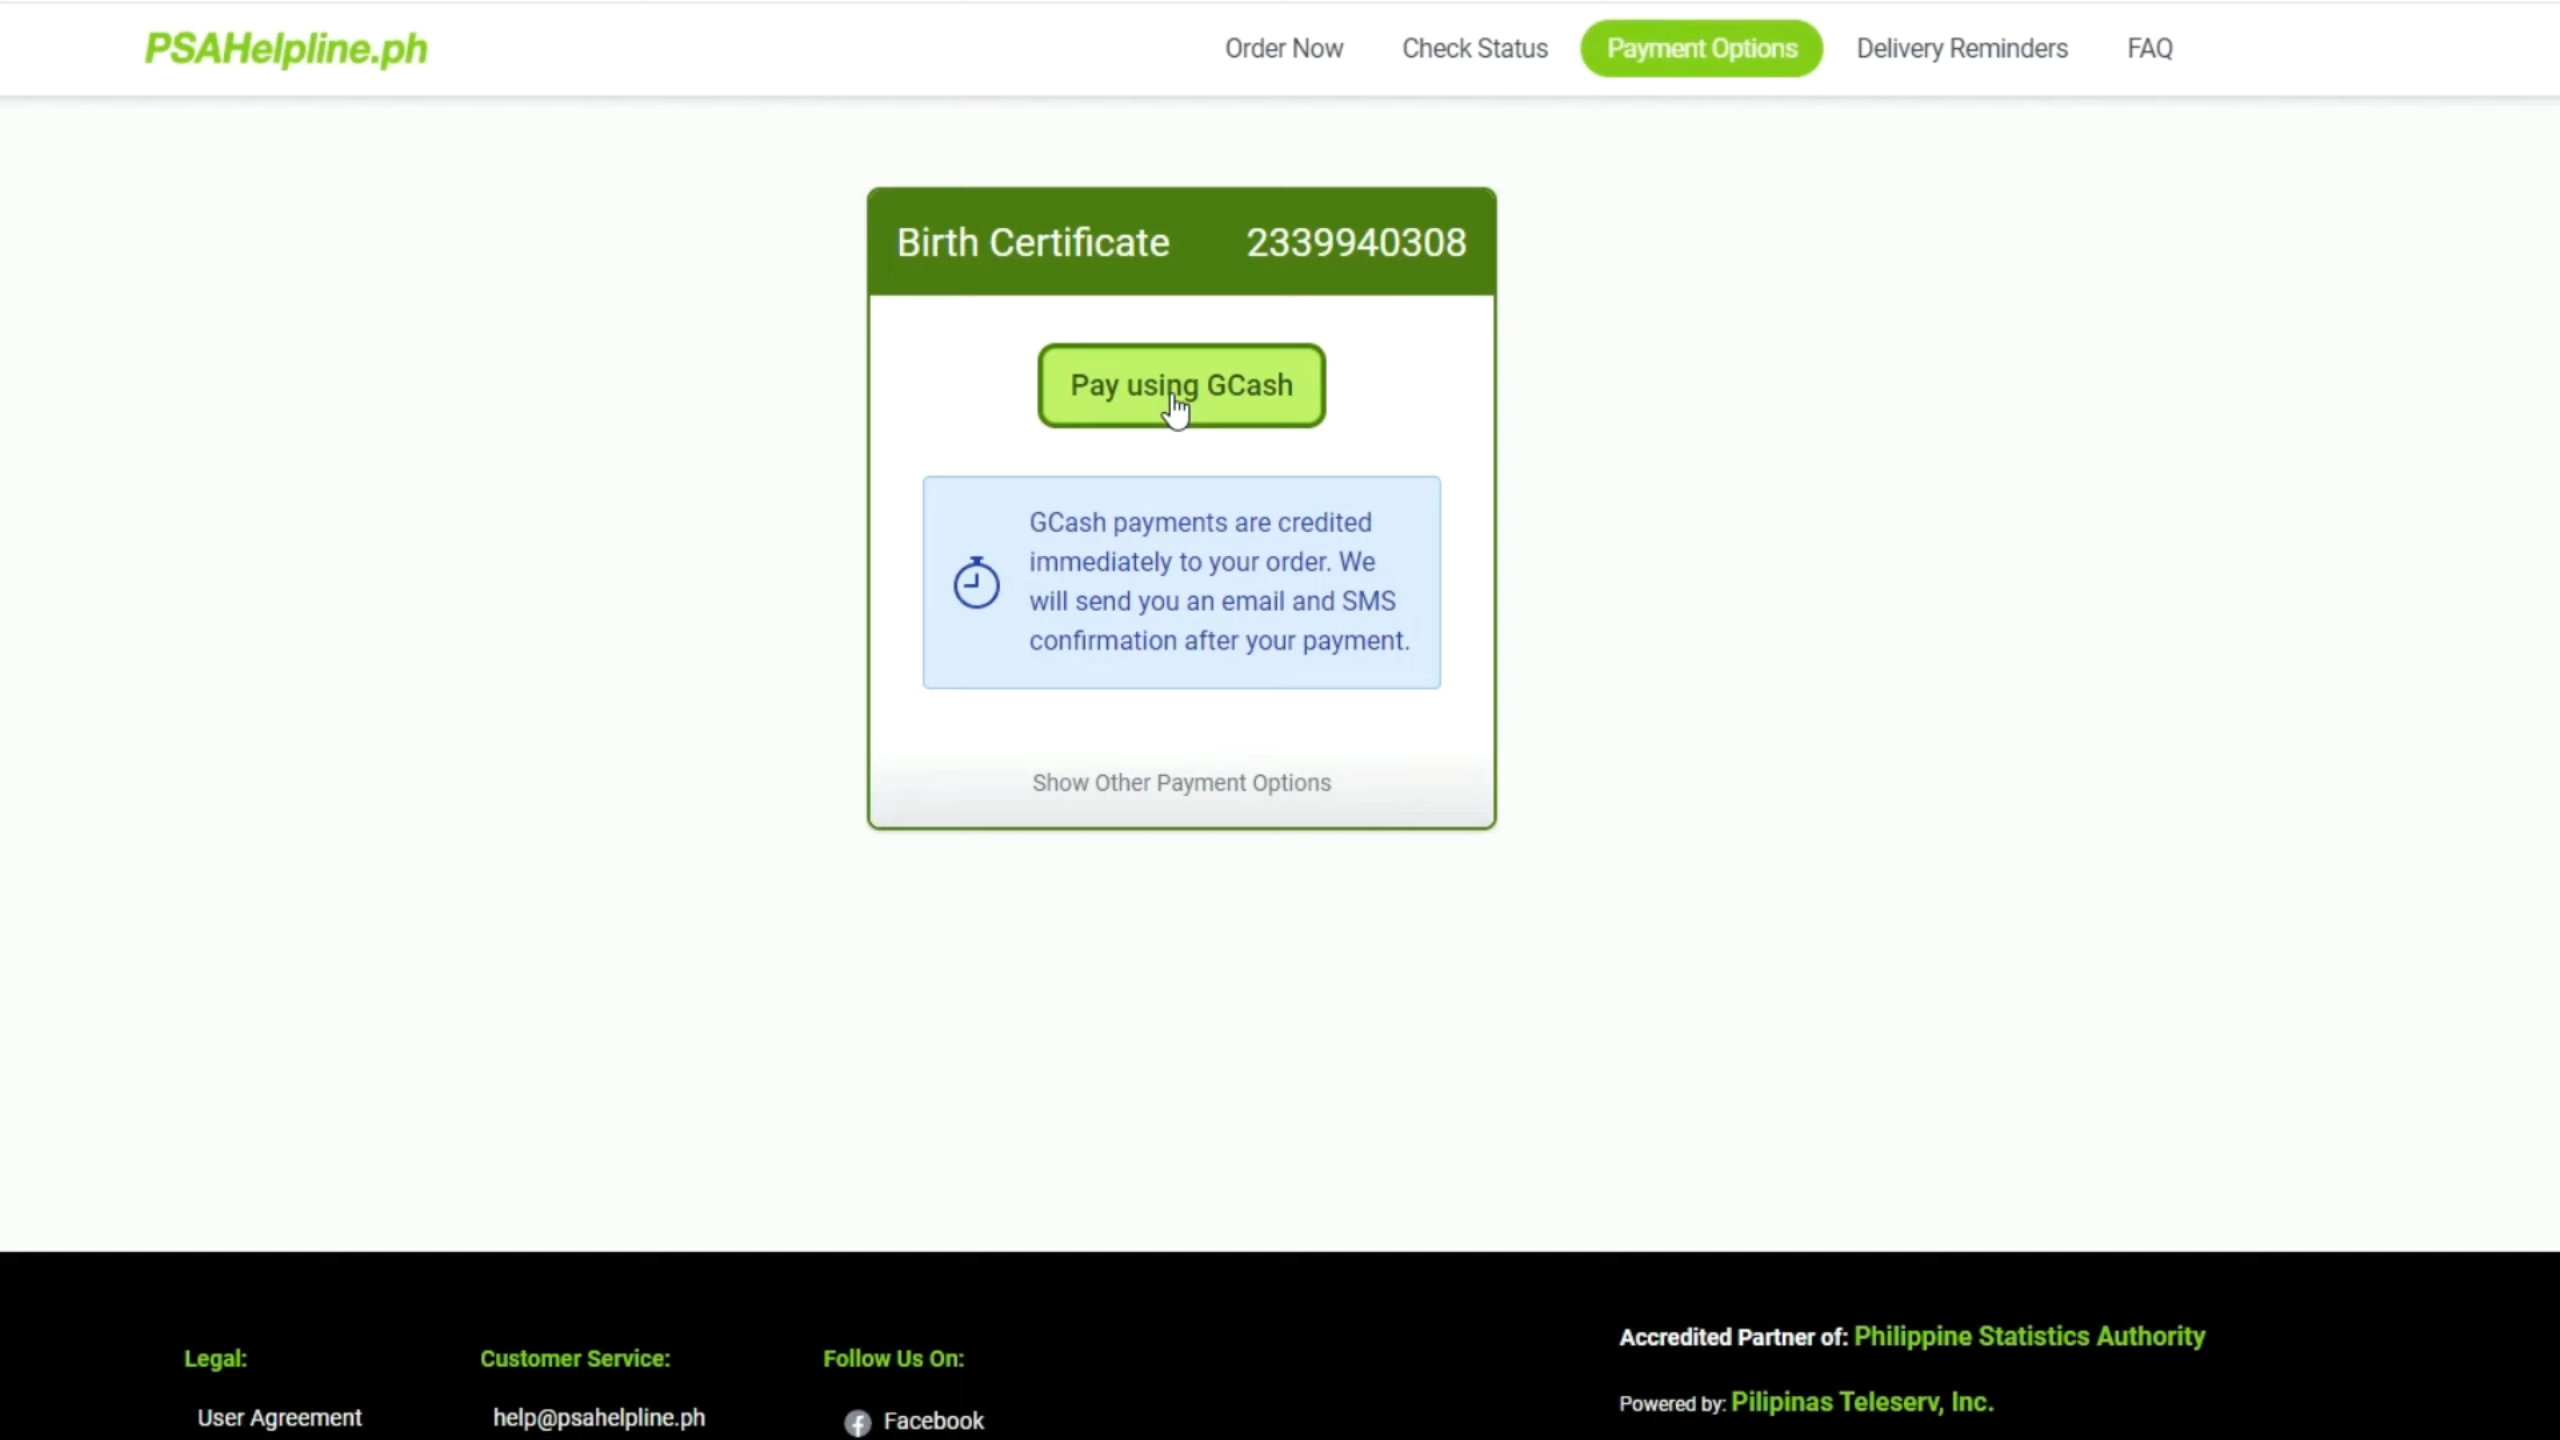 PSAHelpline.ph
Order Now Check Status Payment Options Delivery Reminders FAQ
Birth Certificate 2339940308
Pay using GCash
GCash payments are credited
immediately to your order. We
will send you an email and SMS
confirmation after your payment.
Show Other Payment Options
Legal:
User Agreement
Customer Service:
help@psahelpline.ph
Follow Us On:
Facebook
Accredited Partner of: Philippine Statistics Authority
Powered by: Pilipinas Teleserv, Inc.